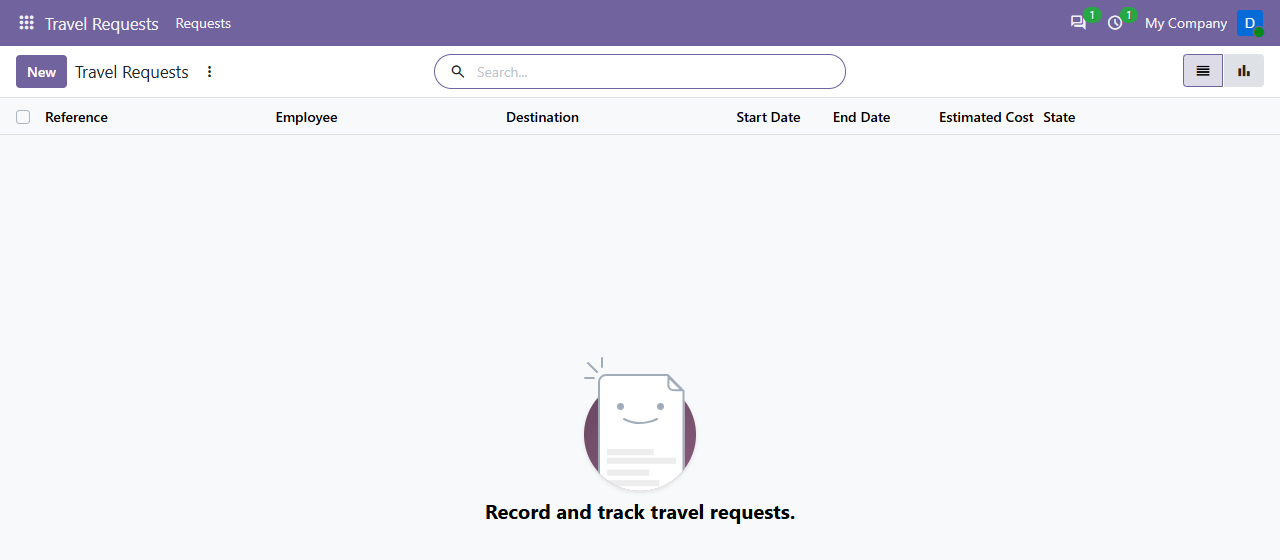 Travel Requests Requests 1 1 My Company D
New Travel Requests Search...
Reference Employee Destination Start Date End Date Estimated Cost State
Record and track travel requests.